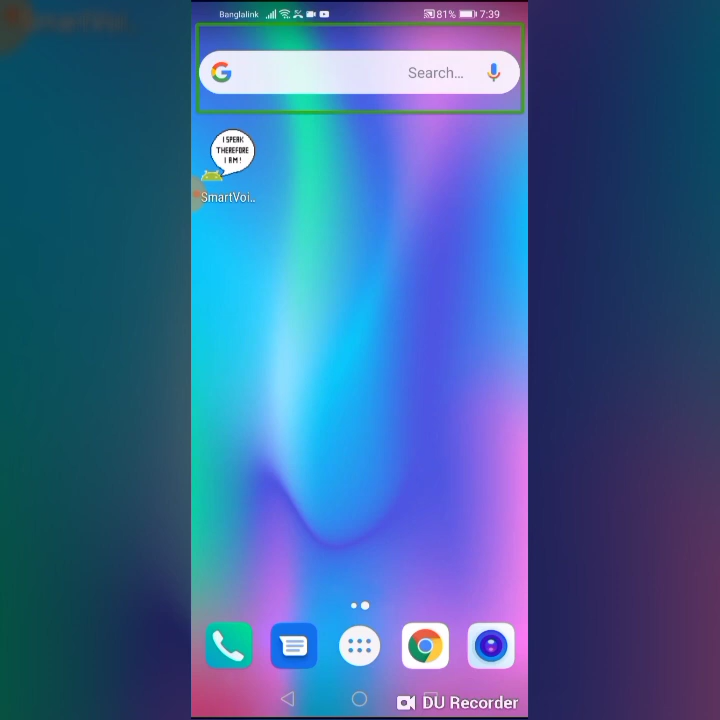 Banglalink 81% 7:39
G Search...
I SPEAK
THEREFORE
I AM!
SmartVoi..
DU Recorder